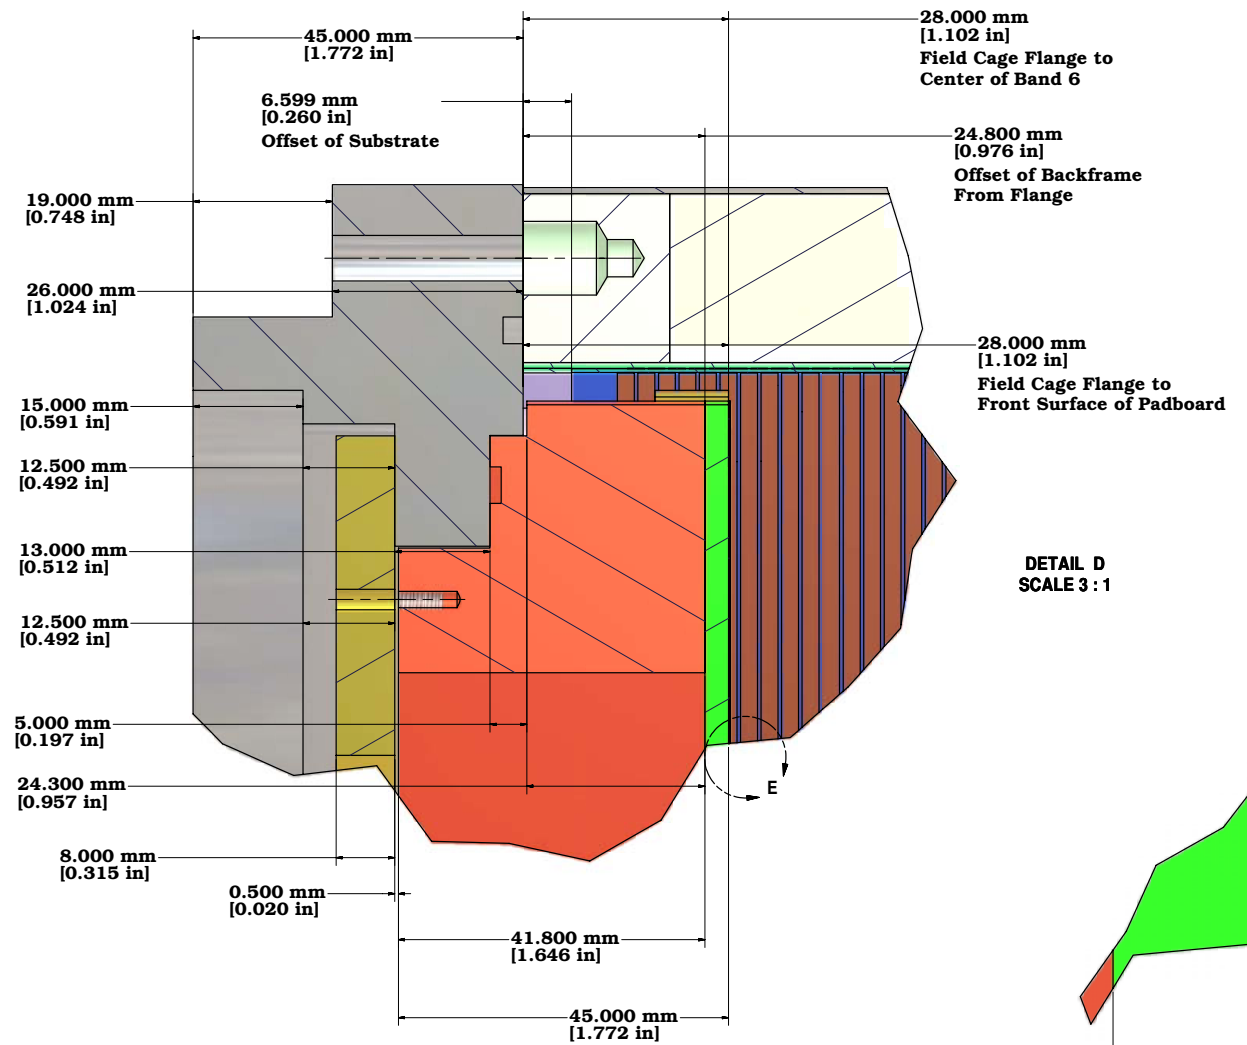 28.000 mm
[1.102 in]
Field Cage Flange to
Center of Band 6
45.000 mm
[1.772 in]
6.599 mm
[0.260 in]
Offset of Substrate
24.800 mm
[0.976 in]
Offset of Backframe
From Flange
19.000 mm
[0.748 in]
26.000 mm
[1.024 in]
28.000 mm
[1.102 in]
Field Cage Flange to
Front Surface of Padboard
15.000 mm
[0.591 in]
12.500 mm
[0.492 in]
13.000 mm
[0.512 in]
DETAIL D
SCALE 3 : 1
12.500 mm
[0.492 in]
5.000 mm
[0.197 in]
24.300 mm
[0.957 in]
E
8.000 mm
[0.315 in]
0.500 mm
[0.020 in]
41.800 mm
[1.646 in]
45.000 mm
[1.772 in]